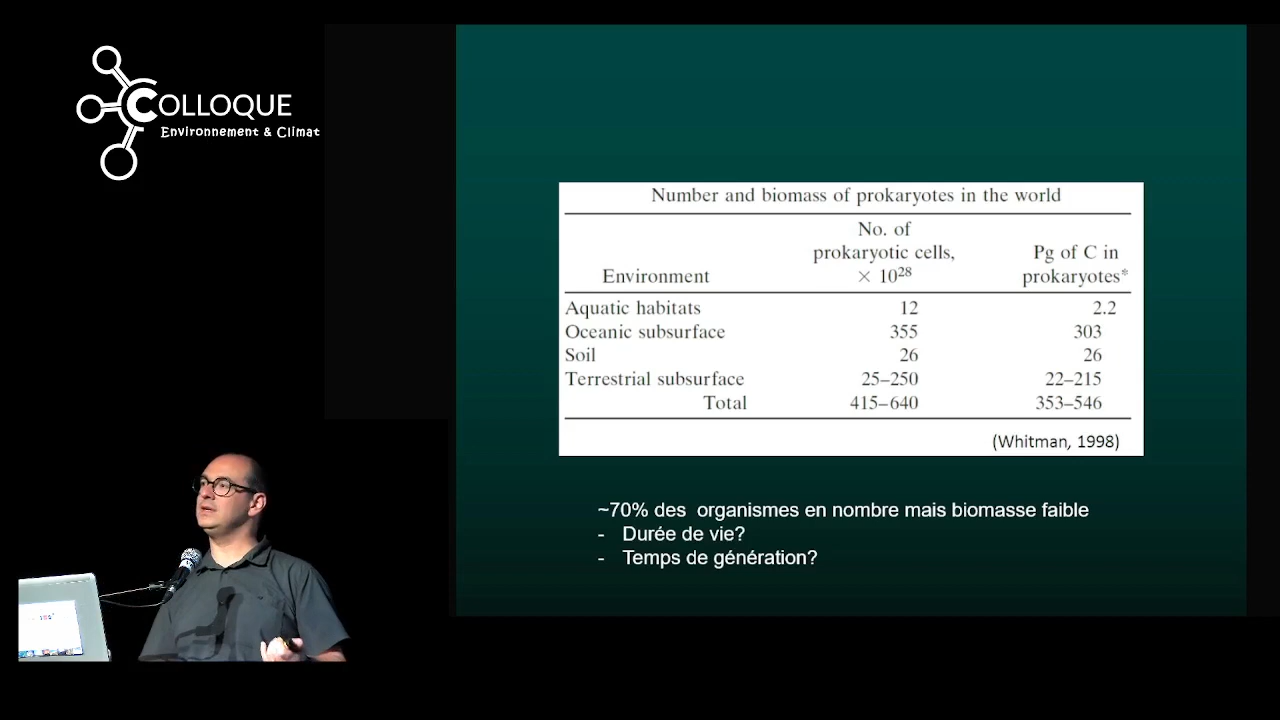 COLLOQUE
Environnement & Climat
Number and biomass of prokaryotes in the world
No. of
prokaryotic cells,
× 10²⁸
Pg of C in
prokaryotes*
Environment
Aquatic habitats 12 2.2
Oceanic subsurface 355 303
Soil 26 26
Terrestrial subsurface 25–250 22–215
Total 415–640 353–546
(Whitman, 1998)
~70% des organismes en nombre mais biomasse faible
- Durée de vie?
- Temps de génération?